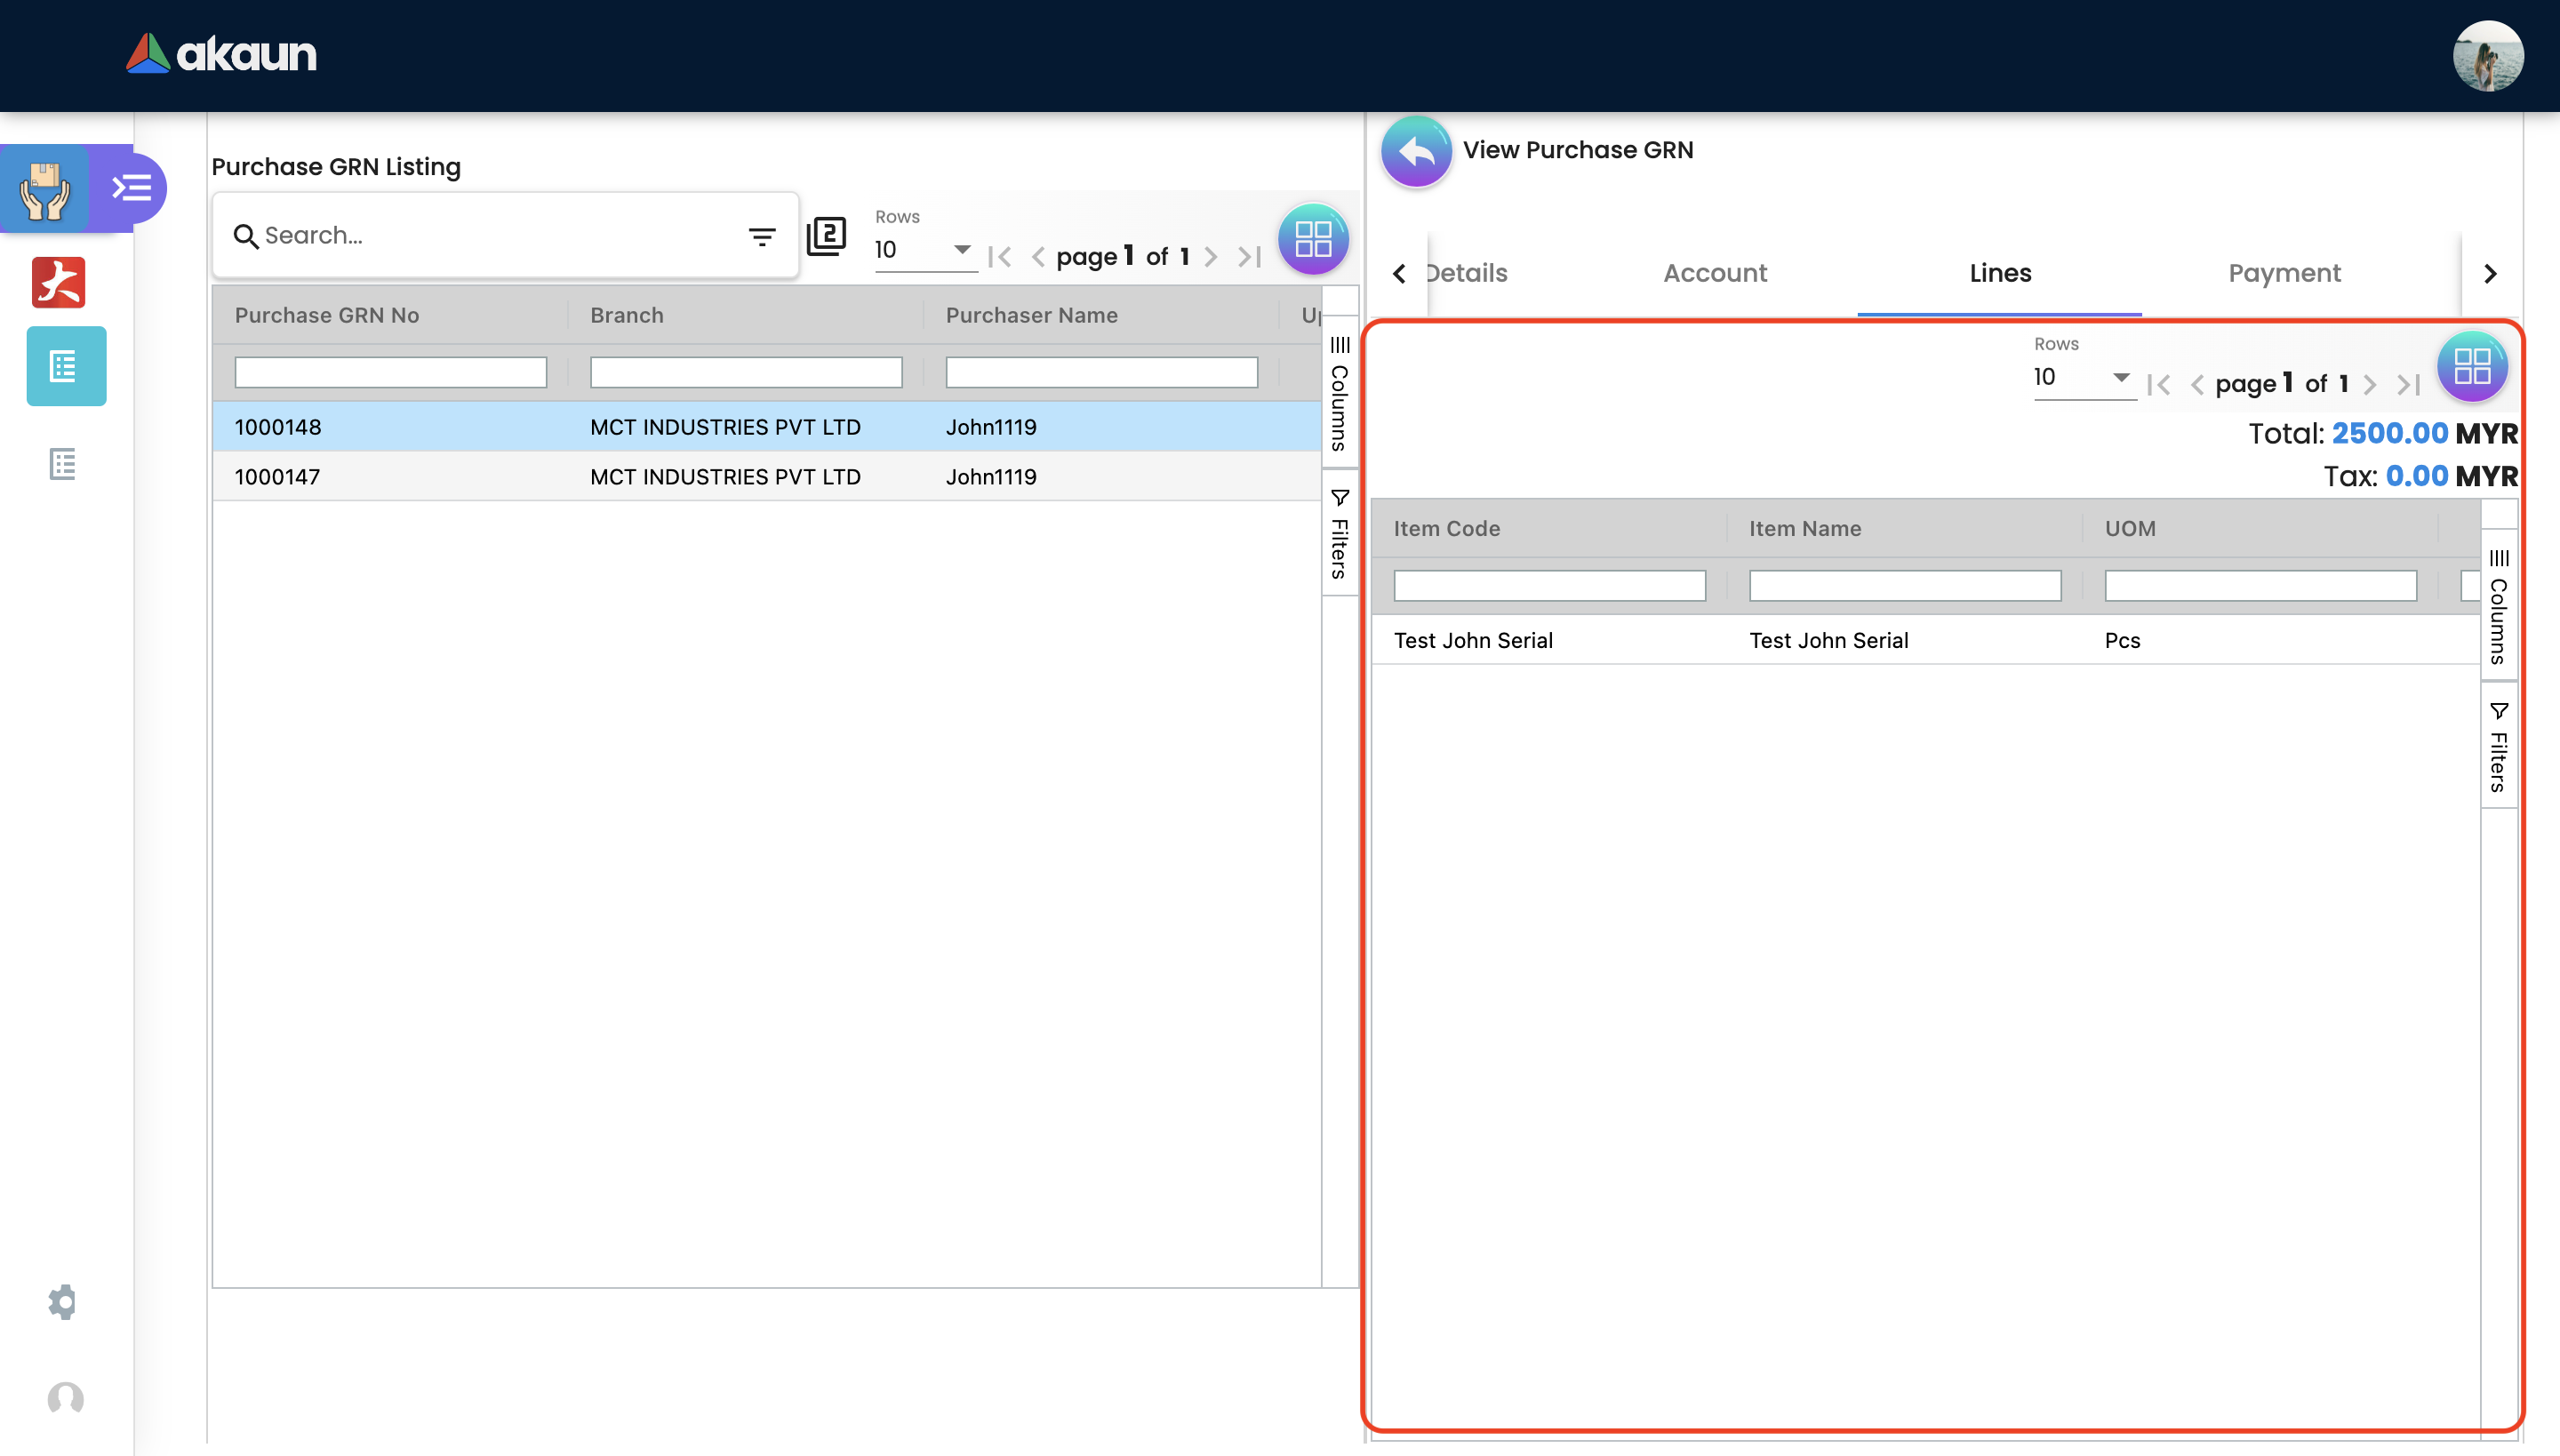 akaun
Purchase GRN Listing
Search...
2
Rows
10
page 1 of 1
Purchase GRN No
Branch
Purchaser Name
1000148
MCT INDUSTRIES PVT LTD
John1119
1000147
MCT INDUSTRIES PVT LTD
John1119
Columns
Filters
View Purchase GRN
Details
Account
Lines
Payment
Rows
10
page 1 of 1
Total: 2500.00 MYR
Tax: 0.00 MYR
Item Code
Item Name
UOM
Test John Serial
Test John Serial
Pcs
Columns
Filters